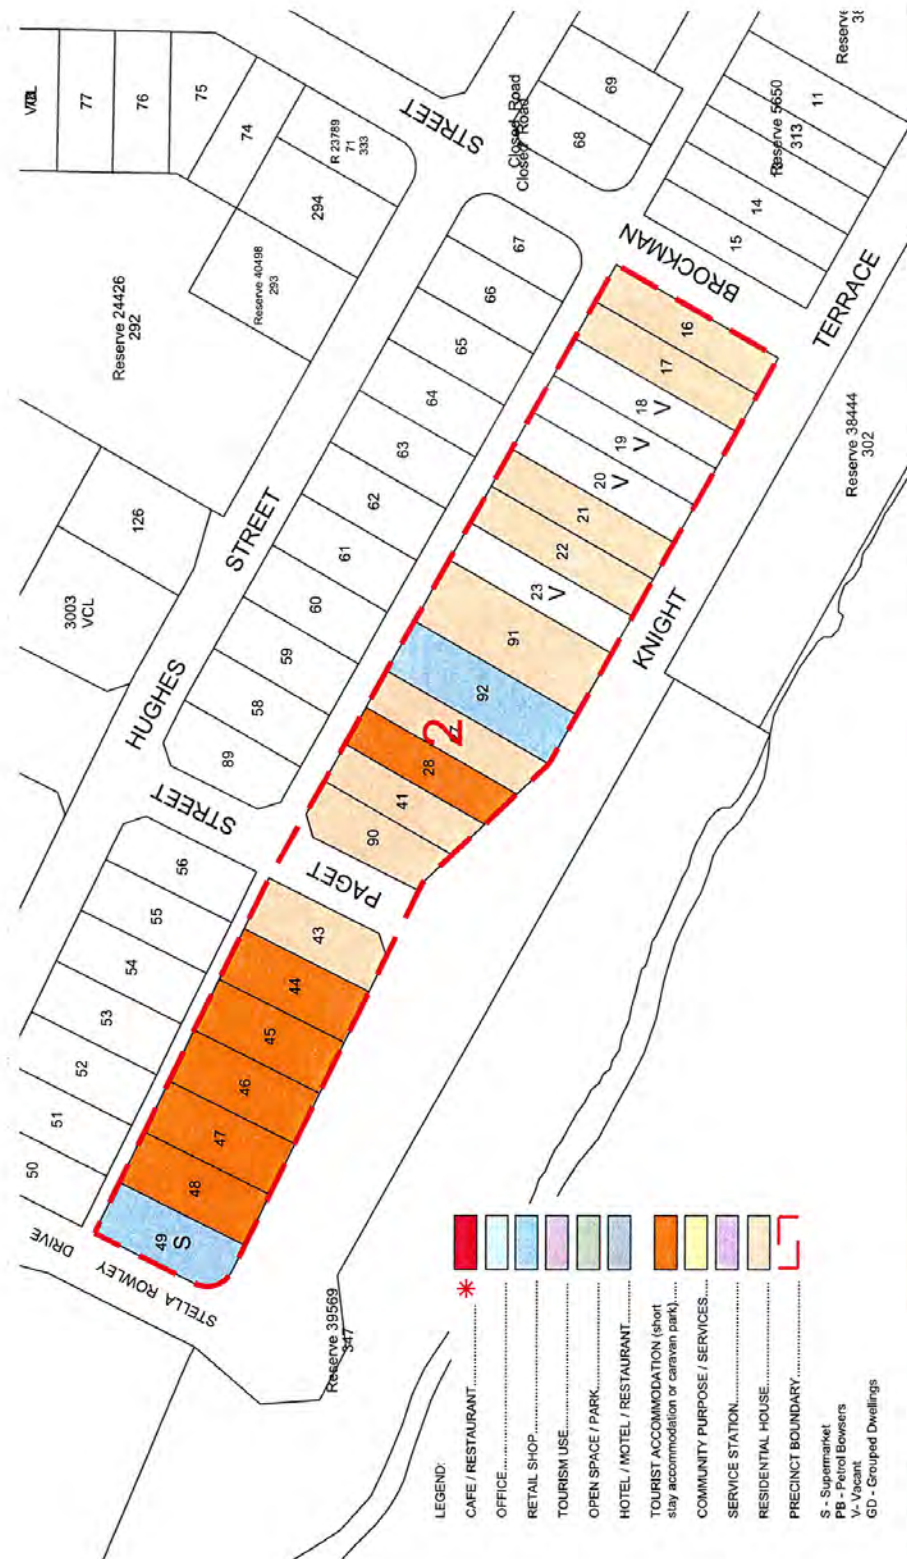 77
76
75
74
R 23789
71
333
294
Reserve 40498
293
Reserve 24426
292
STREET
Closed Road
Closed Road
69
68
Reserve 5650
313
11
14
15
Reserve
BROCKMAN
TERRACE
67
66
65
64
63
62
61
60
59
58
89
126
3003
VCL
HUGHES
STREET
STREET
PAGET
KNIGHT
Reserve 38444
302
16
17
18
V
19
V
20
V
21
22
23
V
91
92
2
28
41
90
43
44
45
46
47
48
49
S
56
55
54
53
52
51
50
DRIVE
STELLA ROWLEY
Reserve 39569
347
LEGEND:
CAFE / RESTAURANT
*
OFFICE
RETAIL SHOP
TOURISM USE
OPEN SPACE / PARK
HOTEL / MOTEL / RESTAURANT
TOURIST ACCOMMODATION (short
stay accommodation or caravan park)
COMMUNITY PURPOSE / SERVICES
SERVICE STATION
RESIDENTIAL HOUSE
PRECINCT BOUNDARY
S - Supermarket
PB - Petrol Bowsers
V - Vacant
GD - Grouped Dwellings